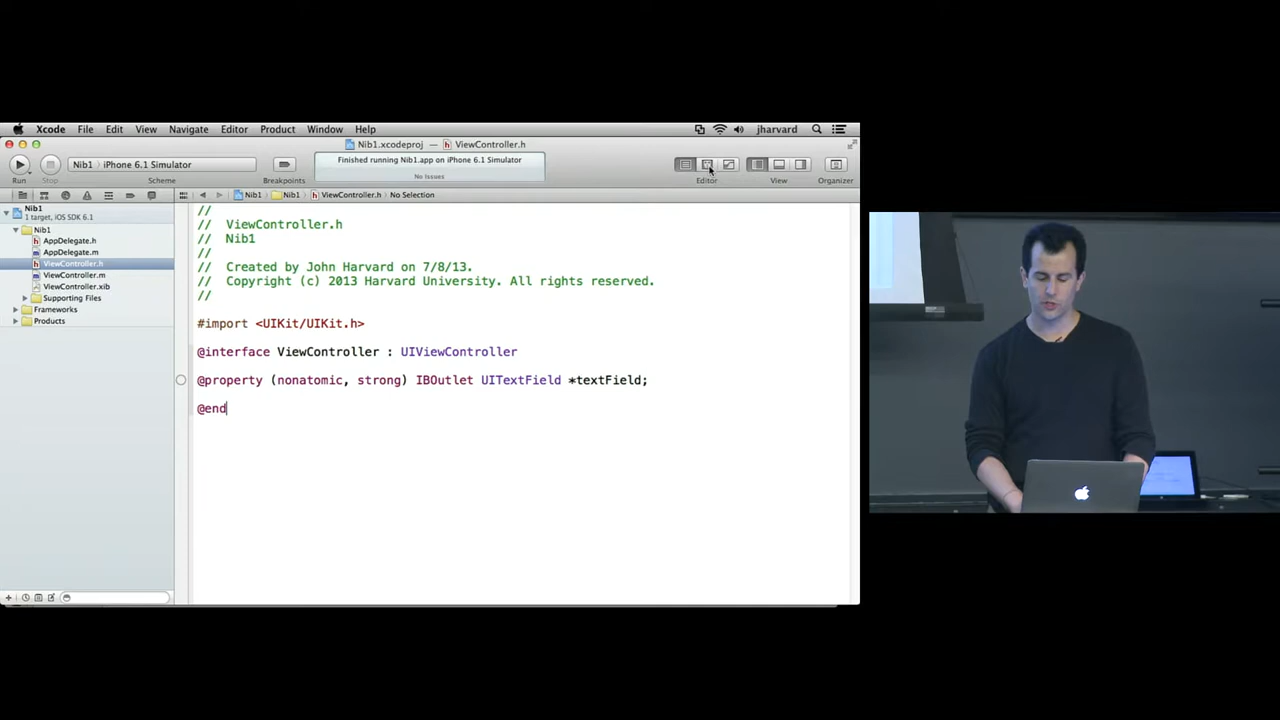 Xcode File Edit View Navigate Editor Product Window Help jharvard
Nib1.xcodeproj — ViewController.h
Nib1 iPhone 6.1 Simulator
Finished running Nib1.app on iPhone 6.1 Simulator
No Issues
Run Stop Scheme Breakpoints Editor View Organizer
Nib1 Nib1 ViewController.h No Selection
Nib1
1 target, iOS SDK 6.1
Nib1
AppDelegate.h
AppDelegate.m
ViewController.h
ViewController.m
ViewController.xib
Supporting Files
Frameworks
Products
//
// ViewController.h
// Nib1
//
// Created by John Harvard on 7/8/13.
// Copyright (c) 2013 Harvard University. All rights reserved.
//
#import <UIKit/UIKit.h>
@interface ViewController : UIViewController
@property (nonatomic, strong) IBOutlet UITextField *textField;
@end